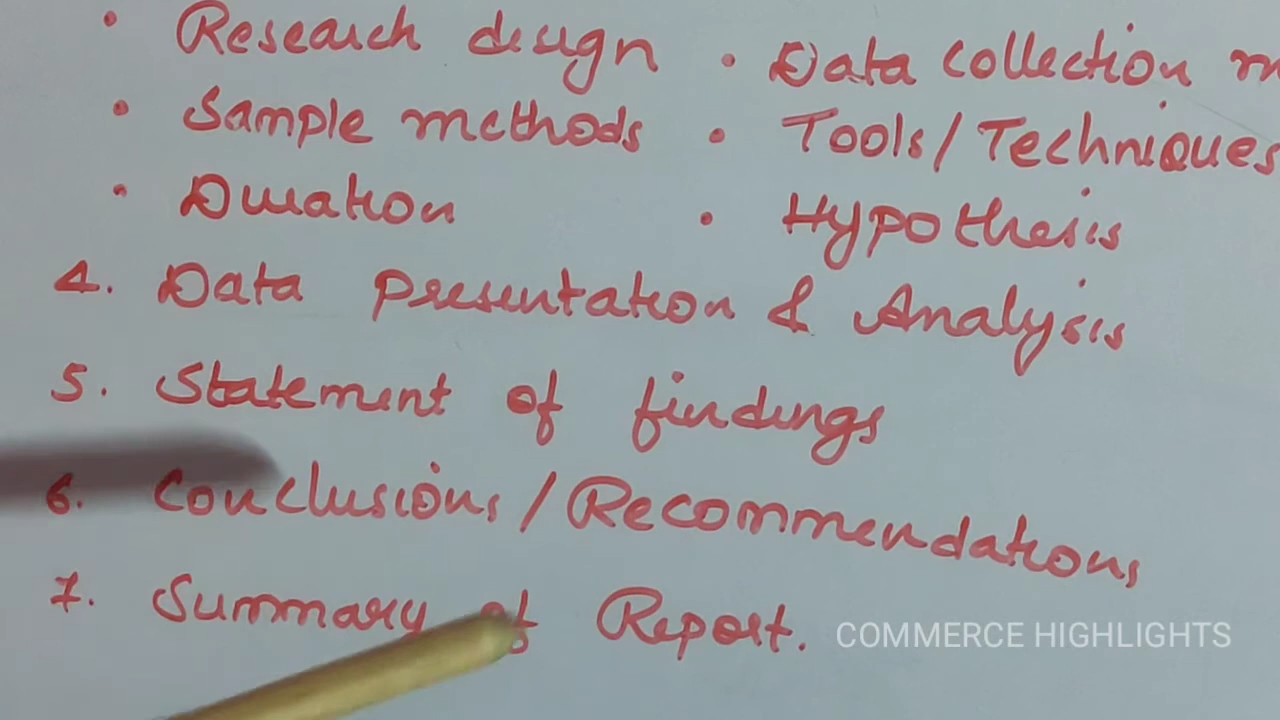 • Research design • Data collection
• Sample methods • Tools/Techniques
• Duration • Hypothesis
4. Data Presentation & Analysis
5. Statement of findings
6. Conclusions/Recommendations
7. Summary of Report.
COMMERCE HIGHLIGHTS